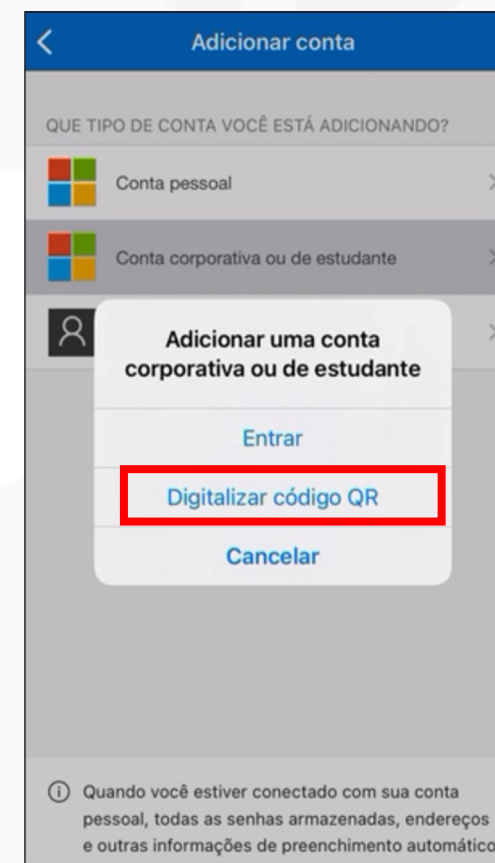 Adicionar conta
QUE TIPO DE CONTA VOCÊ ESTÁ ADICIONANDO?
Conta pessoal
Conta corporativa ou de estudante
Adicionar uma conta
corporativa ou de estudante
Entrar
Digitalizar código QR
Cancelar
Quando você estiver conectado com sua conta
pessoal, todas as senhas armazenadas, endereços
e outras informações de preenchimento automático